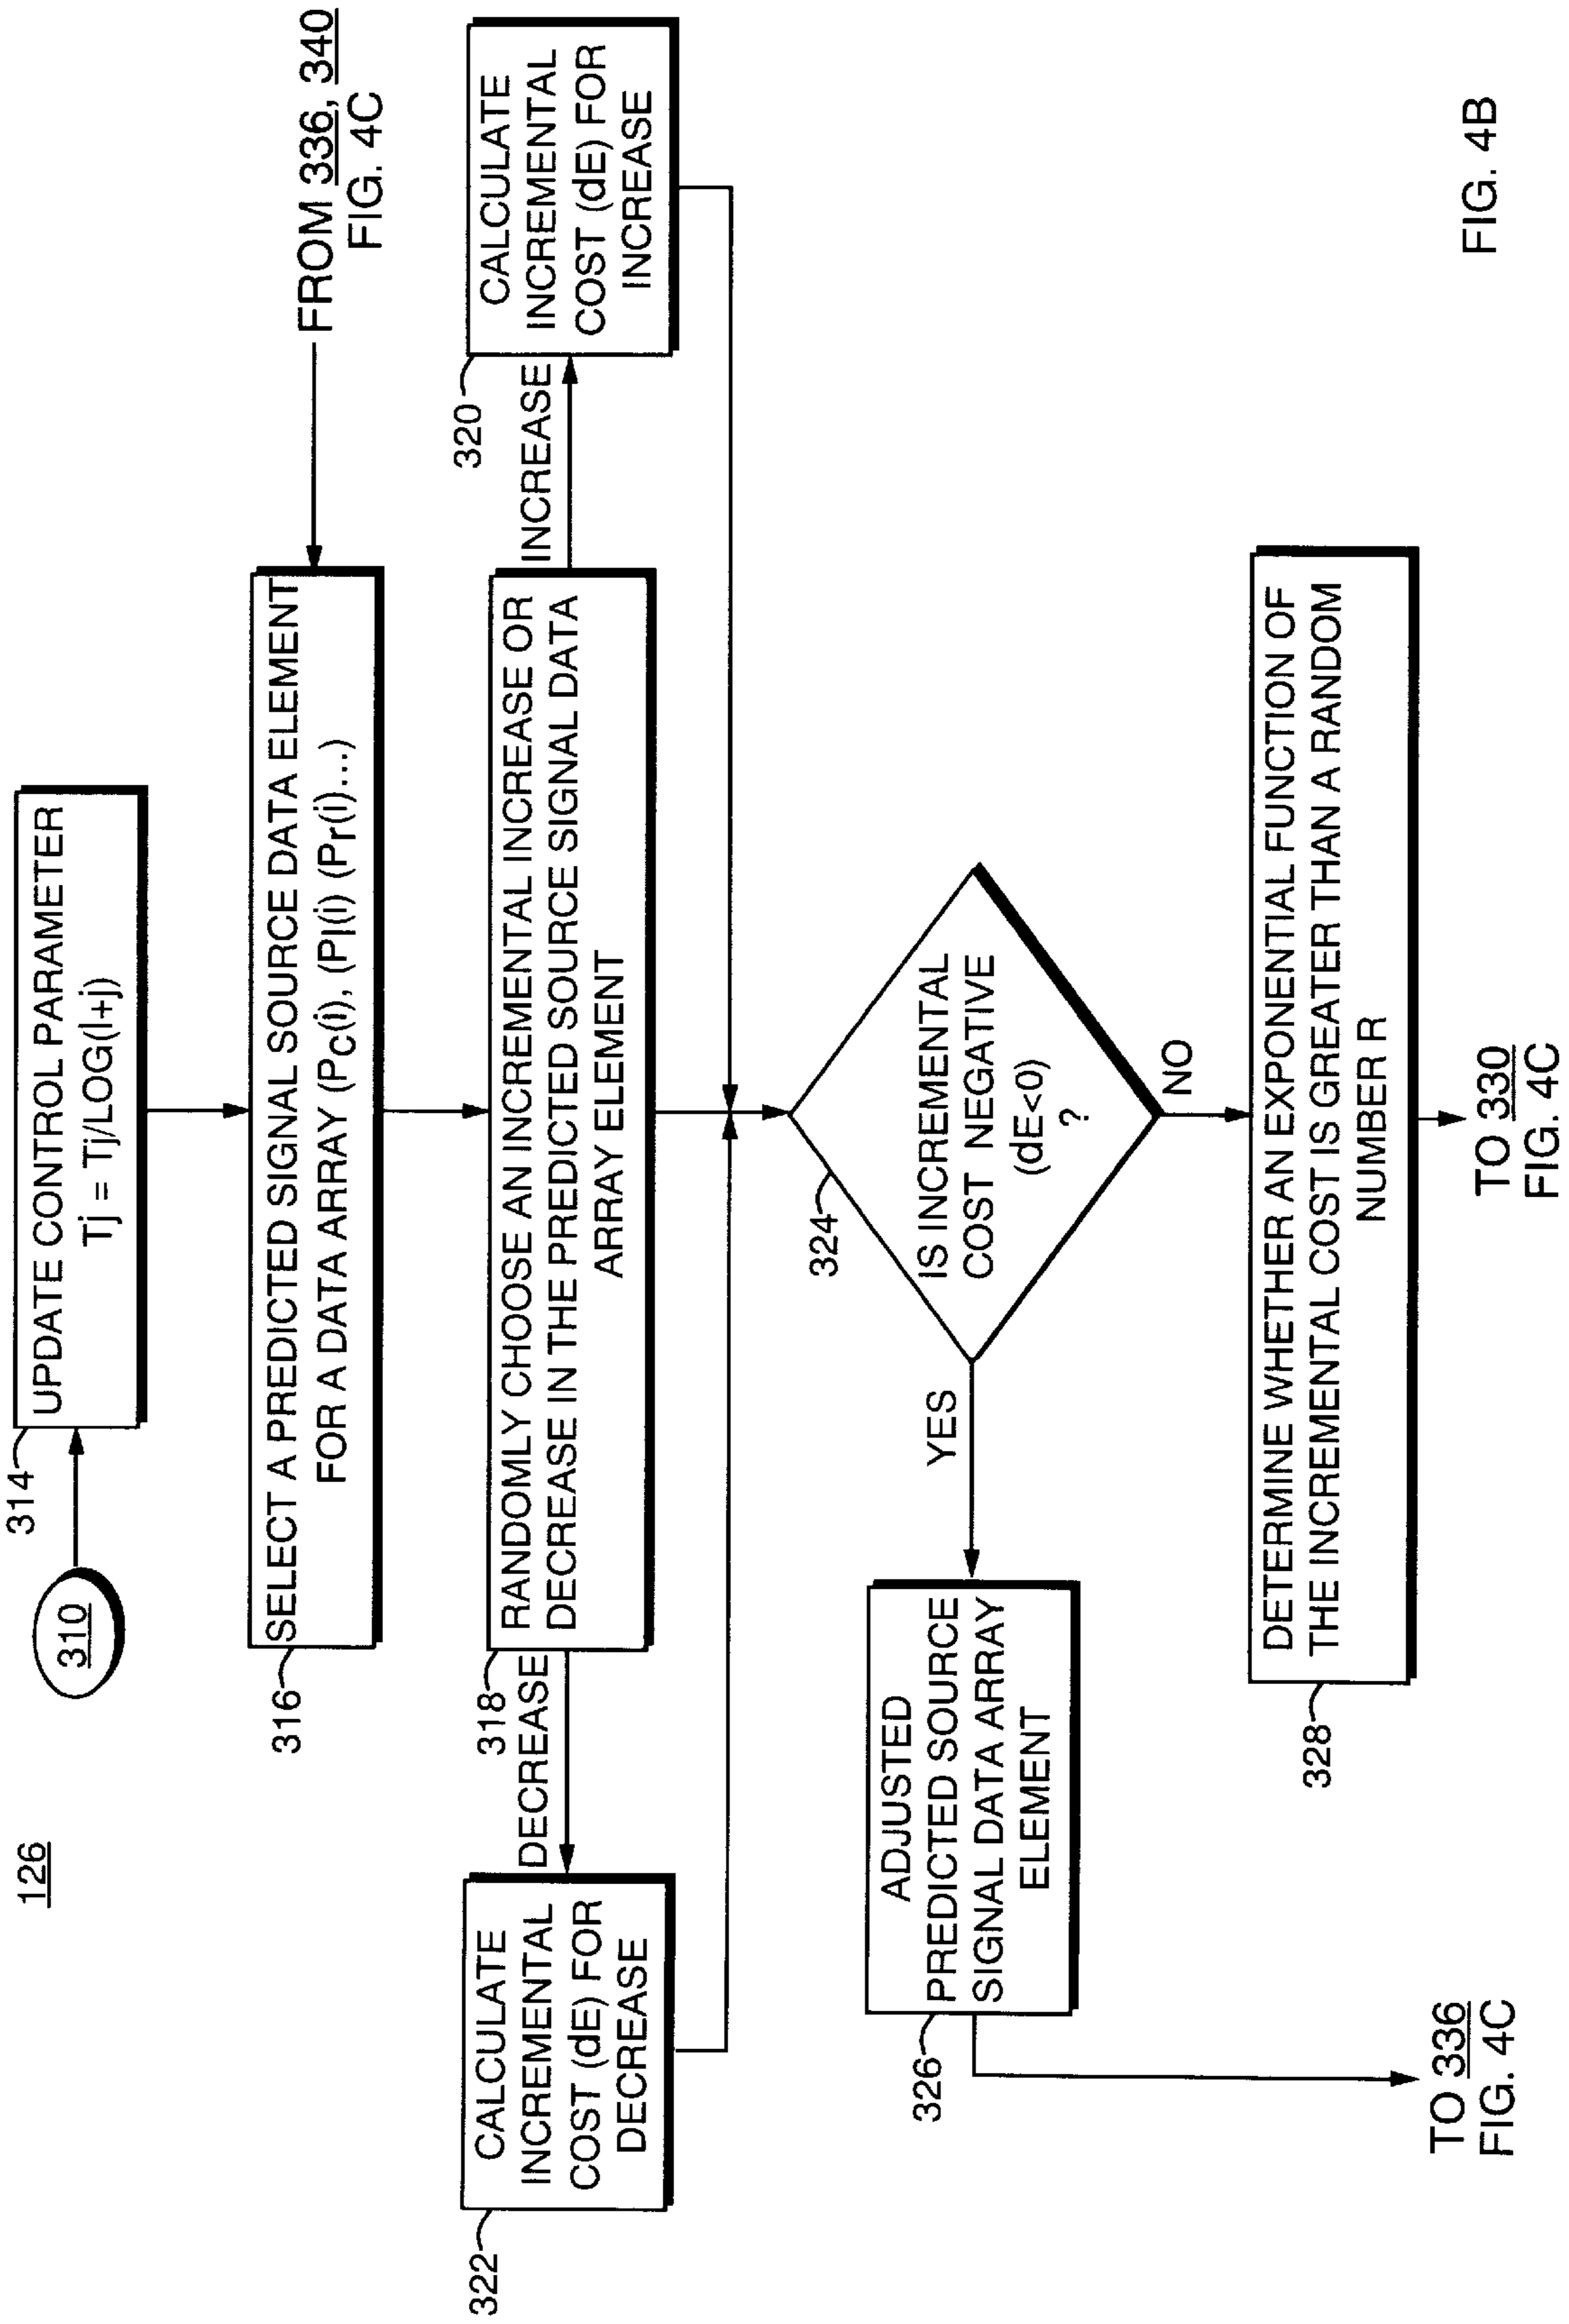 126
310
314
UPDATE CONTROL PARAMETER
Tj = Tj/LOG(l+j)
316
SELECT A PREDICTED SIGNAL SOURCE DATA ELEMENT
FOR A DATA ARRAY (Pc(i), (Pl(i) (Pr(i)...)
FROM 336, 340
FIG. 4C
318
RANDOMLY CHOOSE AN INCREMENTAL INCREASE OR
DECREASE IN THE PREDICTED SOURCE SIGNAL DATA
ARRAY ELEMENT
DECREASE
INCREASE
322
CALCULATE
INCREMENTAL
COST (dE) FOR
DECREASE
320
CALCULATE
INCREMENTAL
COST (dE) FOR
INCREASE
324
IS INCREMENTAL
COST NEGATIVE
(dE<0)
?
YES
NO
326
ADJUSTED
PREDICTED SOURCE
SIGNAL DATA ARRAY
ELEMENT
328
DETERMINE WHETHER AN EXPONENTIAL FUNCTION OF
THE INCREMENTAL COST IS GREATER THAN A RANDOM
NUMBER R
TO 336
FIG. 4C
TO 330
FIG. 4C
FIG. 4B